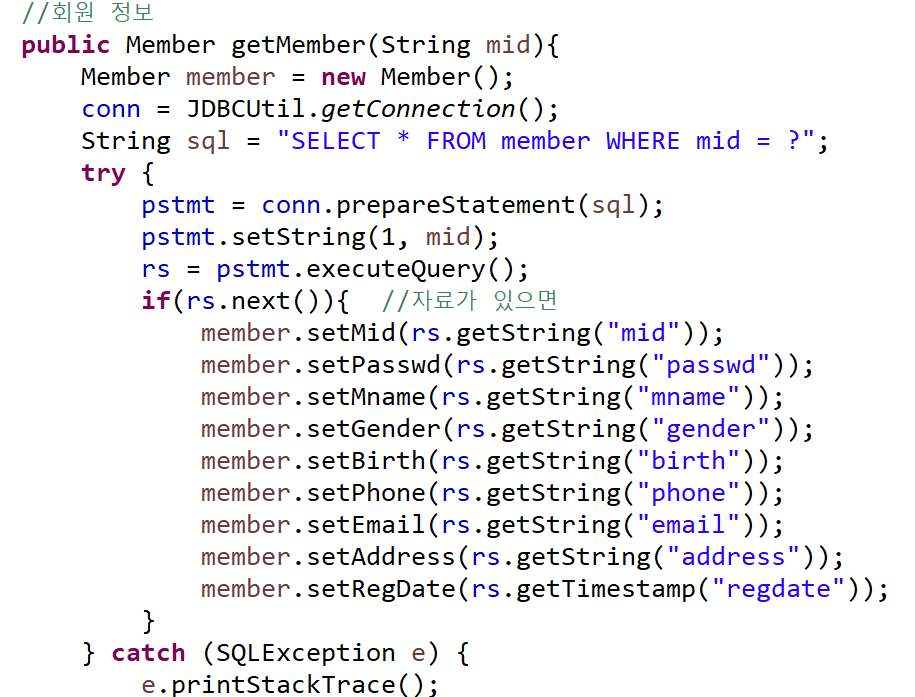 //회원 정보
public Member getMember(String mid){
    Member member = new Member();
    conn = JDBCUtil.getConnection();
    String sql = "SELECT * FROM member WHERE mid = ?";
    try {
        pstmt = conn.prepareStatement(sql);
        pstmt.setString(1, mid);
        rs = pstmt.executeQuery();
        if(rs.next()){  //자료가 있으면
            member.setMid(rs.getString("mid"));
            member.setPasswd(rs.getString("passwd"));
            member.setMname(rs.getString("mname"));
            member.setGender(rs.getString("gender"));
            member.setBirth(rs.getString("birth"));
            member.setPhone(rs.getString("phone"));
            member.setEmail(rs.getString("email"));
            member.setAddress(rs.getString("address"));
            member.setRegDate(rs.getTimestamp("regdate"));
        }
    } catch (SQLException e) {
        e.printStackTrace();